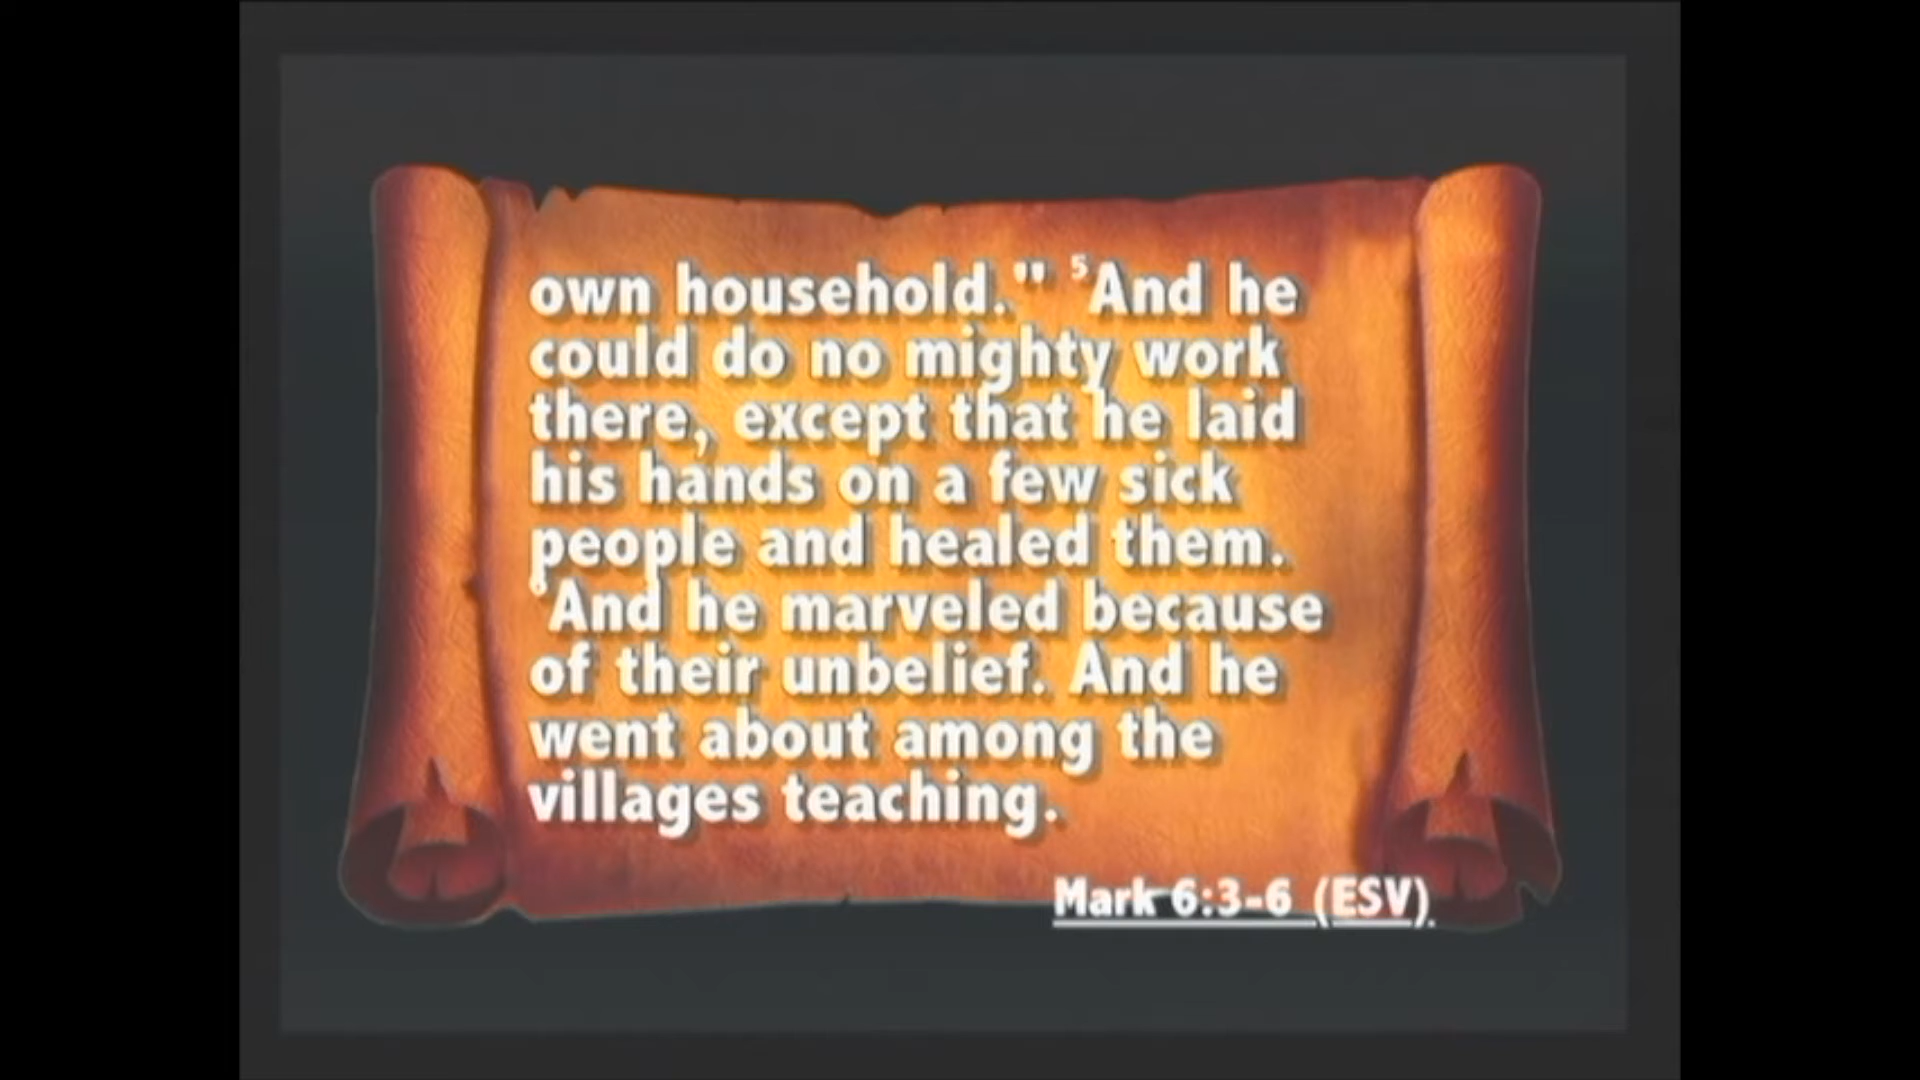 own household." ⁵And he
could do no mighty work
there, except that he laid
his hands on a few sick
people and healed them.
⁶And he marveled because
of their unbelief. And he
went about among the
villages teaching.
Mark 6:3-6 (ESV).